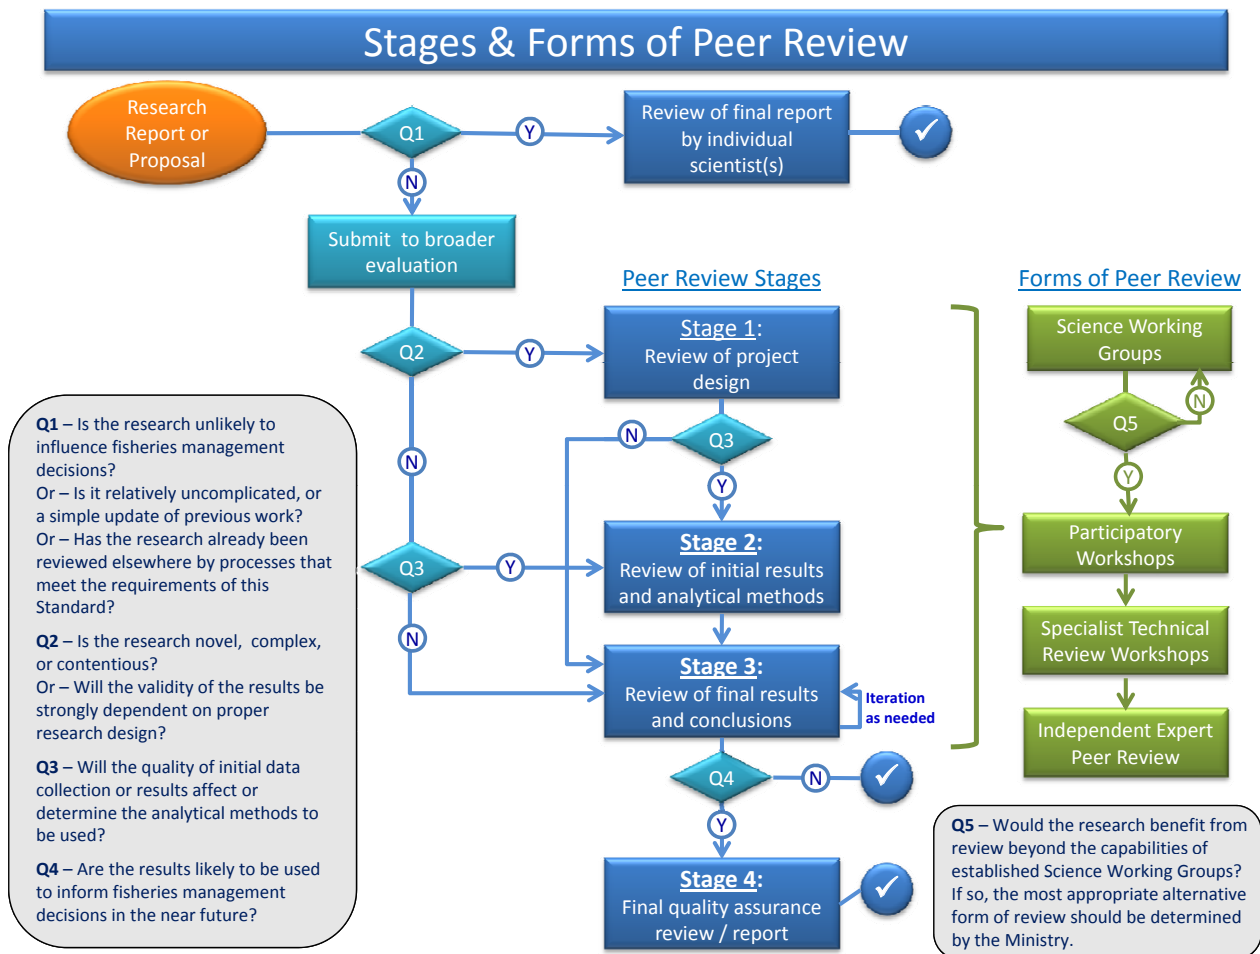 Stages & Forms of Peer Review
Research
Report or
Proposal
Q1
Y
Review of final report
by individual
scientist(s)
N
Submit to broader
evaluation
Peer Review Stages
Forms of Peer Review
Q2
Y
Stage 1:
Review of project
design
Science Working
Groups
N
Q5
Y
N
Q3
Y
N
Q3
Y
Stage 2:
Review of initial results
and analytical methods
Participatory
Workshops
N
Stage 3:
Review of final results
and conclusions
Iteration
as needed
Specialist Technical
Review Workshops
Independent Expert
Peer Review
Q4
N
Y
Stage 4:
Final quality assurance
review / report
Q1 – Is the research unlikely to
influence fisheries management
decisions?
Or – Is it relatively uncomplicated, or
a simple update of previous work?
Or – Has the research already been
reviewed elsewhere by processes that
meet the requirements of this
Standard?
Q2 – Is the research novel, complex,
or contentious?
Or – Will the validity of the results be
strongly dependent on proper
research design?
Q3 – Will the quality of initial data
collection or results affect or
determine the analytical methods to
be used?
Q4 – Are the results likely to be used
to inform fisheries management
decisions in the near future?
Q5 – Would the research benefit from
review beyond the capabilities of
established Science Working Groups?
If so, the most appropriate alternative
form of review should be determined
by the Ministry.